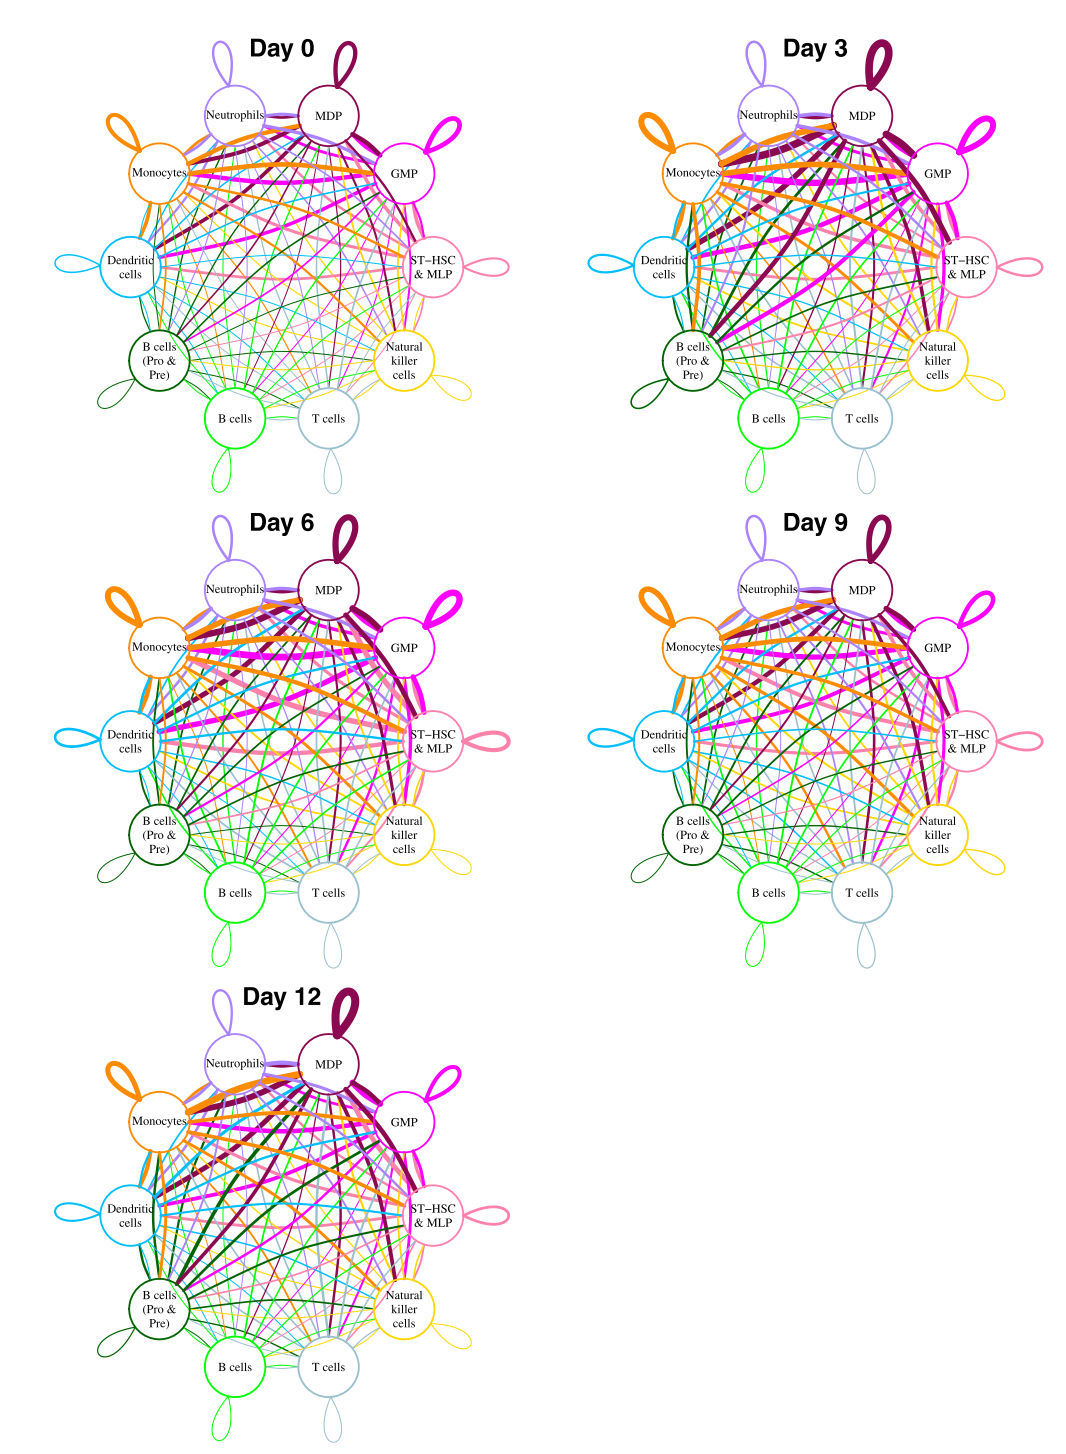 Day 0
Neutrophils
MDP
Monocytes
GMP
Dendritic
cells
ST−HSC
& MLP
B cells
(Pro &
Pre)
Natural
killer
cells
B cells
T cells
Day 3
Neutrophils
MDP
Monocytes
GMP
Dendritic
cells
ST−HSC
& MLP
B cells
(Pro &
Pre)
Natural
killer
cells
B cells
T cells
Day 6
Neutrophils
MDP
Monocytes
GMP
Dendritic
cells
ST−HSC
& MLP
B cells
(Pro &
Pre)
Natural
killer
cells
B cells
T cells
Day 9
Neutrophils
MDP
Monocytes
GMP
Dendritic
cells
ST−HSC
& MLP
B cells
(Pro &
Pre)
Natural
killer
cells
B cells
T cells
Day 12
Neutrophils
MDP
Monocytes
GMP
Dendritic
cells
ST−HSC
& MLP
B cells
(Pro &
Pre)
Natural
killer
cells
B cells
T cells